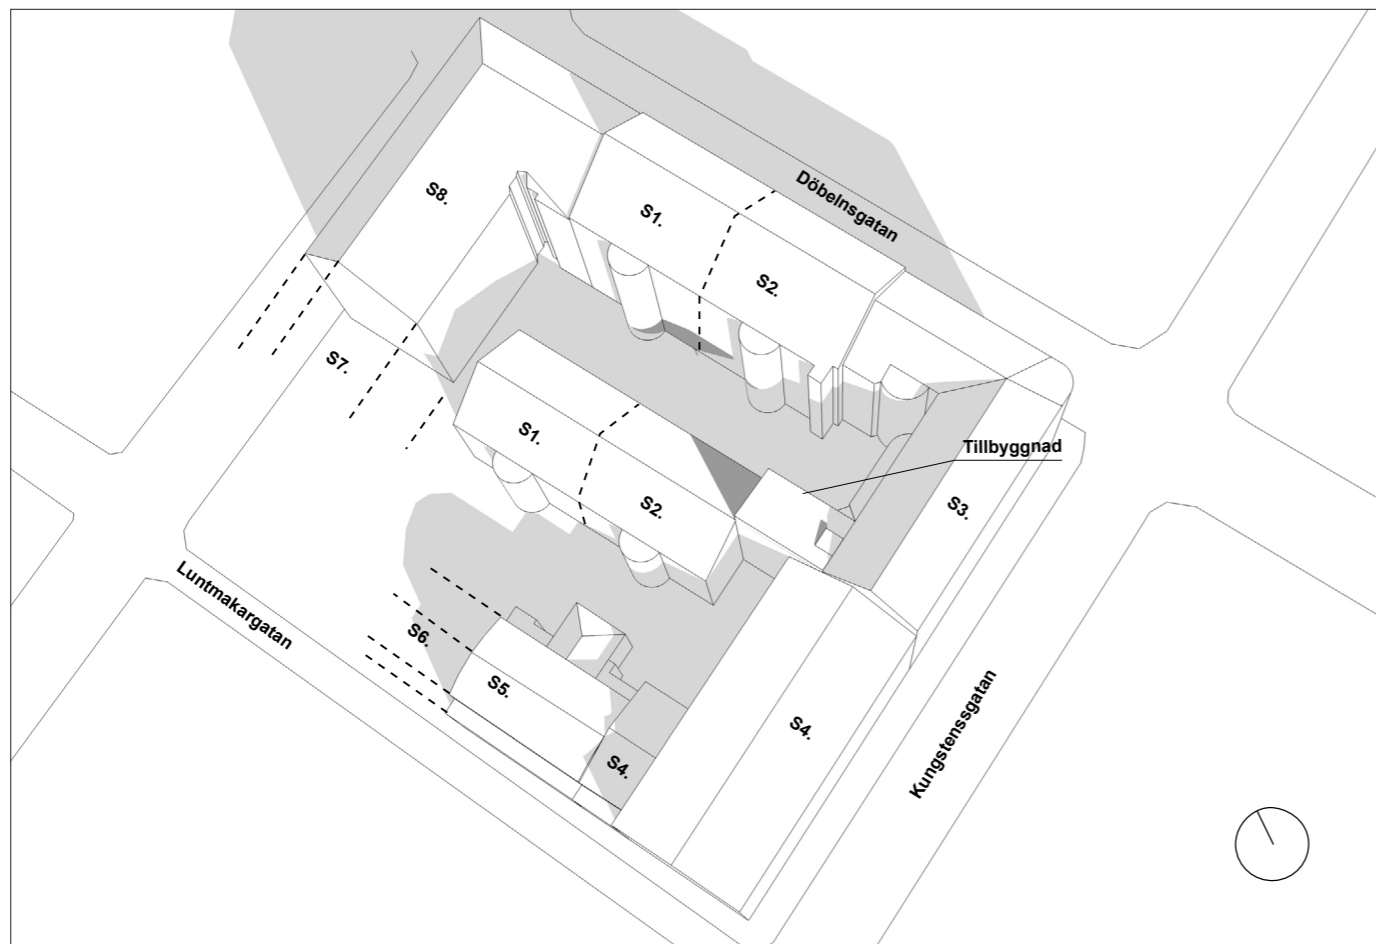 Döbelnsgatan
S8.
S1.
S2.
S7.
S1.
Tillbyggnad
S2.
S3.
Luntmakargatan
S6.
S5.
S4.
S4.
Kungstenssgatan